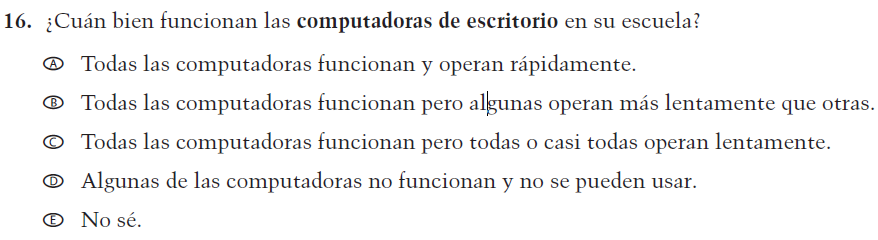 16. ¿Cuán bien funcionan las computadoras de escritorio en su escuela?
Ⓐ Todas las computadoras funcionan y operan rápidamente.
Ⓑ Todas las computadoras funcionan pero algunas operan más lentamente que otras.
Ⓒ Todas las computadoras funcionan pero todas o casi todas operan lentamente.
Ⓓ Algunas de las computadoras no funcionan y no se pueden usar.
Ⓔ No sé.